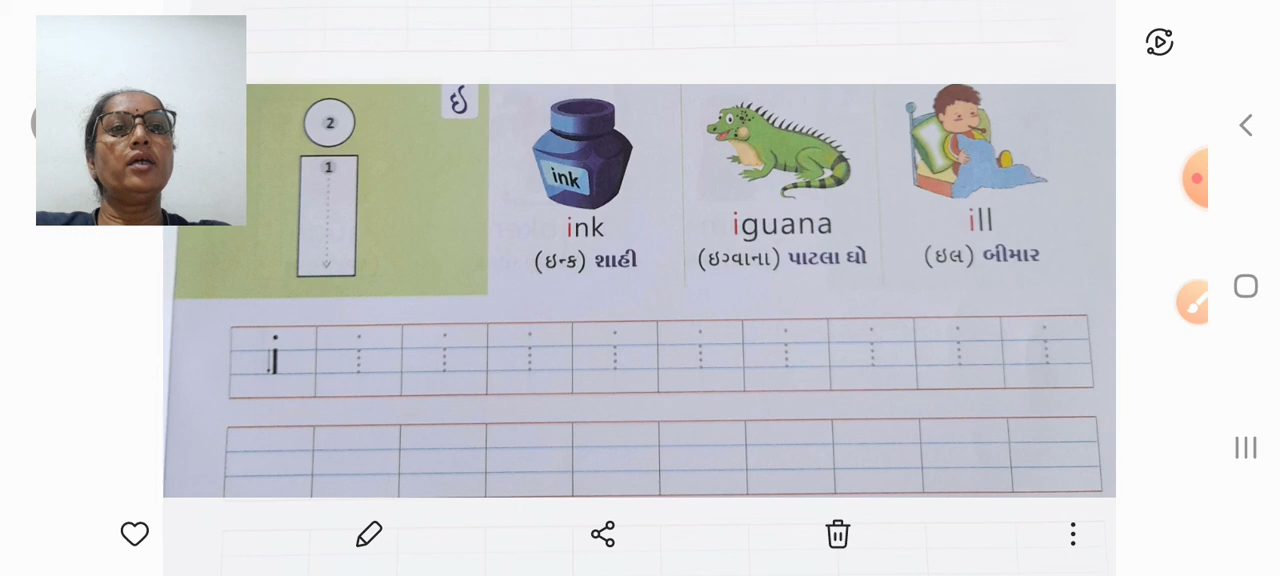 ઈ
2
1
ink
ink
iguana
ill
(ઇન્ક) શાહી
(ઇગ્વાના) પાટલા ઘો
(ઇલ) બીમાર
i